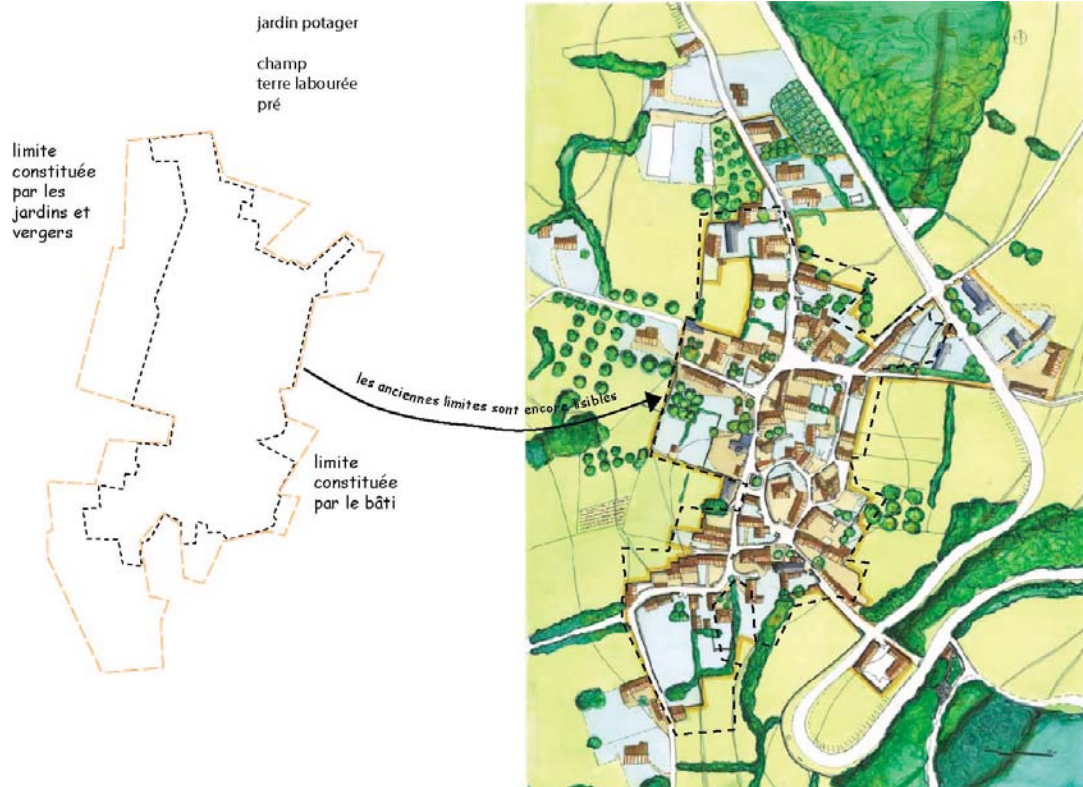 jardin potager
champ
terre labourée
pré
limite
constituée
par les
jardins et
vergers
les anciennes limites sont encore lisibles
limite
constituée
par le bâti